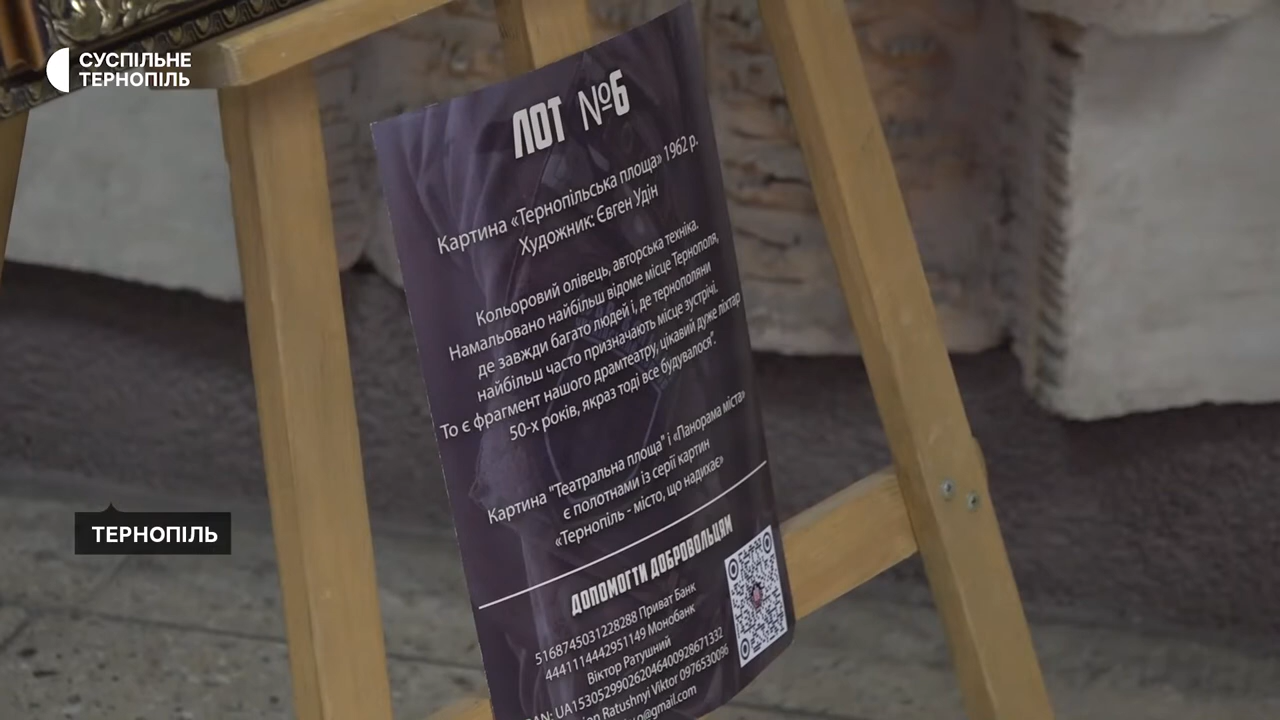 СУСПІЛЬНЕ
ТЕРНОПІЛЬ
ЛОТ №6
Картина «Тернопільська площа» 1962 р.
Художник: Євген Удін
Кольоровий олівець, авторська техніка.
Намальовано найбільш відоме місце Тернополя,
де завжди багато людей і, де тернополяни
найбільш часто призначають місце зустрічі.
То є фрагмент нашого драмтеатру, цікавий дуже ліхтар
50-х років, якраз тоді все будувалося".
Картина "Театральна площа" і «Панорама міста»
є полотнами із серії картин
«Тернопіль - місто, що надихає»
ДОПОМОГТИ ДОБРОВОЛЬЦЯМ
5168745031228288 Приват Банк
4441114442951149 Монобанк
Віктор Ратушний
UA153052990262046400928671332
Ratushnyi Viktor 0976530096
@gmail.com
ТЕРНОПІЛЬ